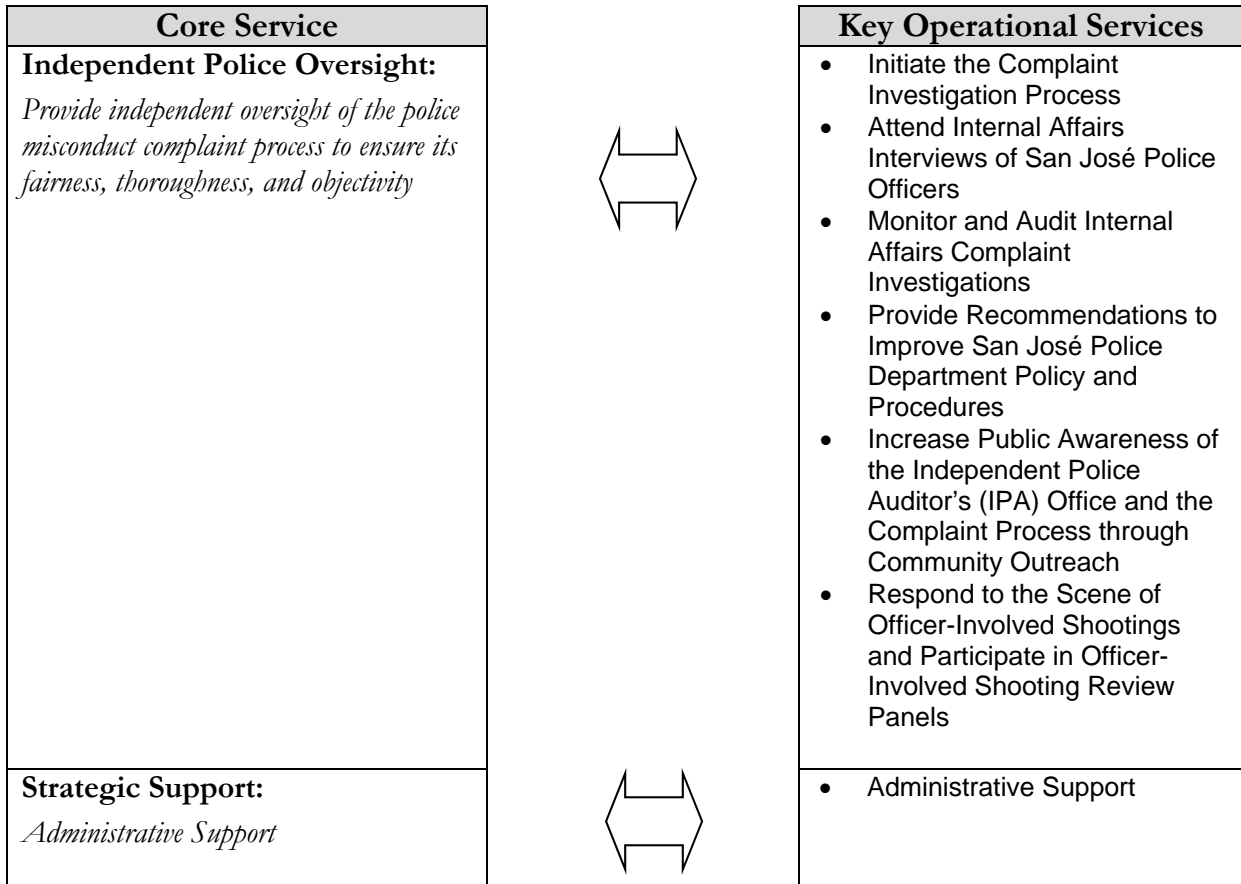 Core Service
Independent Police Oversight:
Provide independent oversight of the police
misconduct complaint process to ensure its
fairness, thoroughness, and objectivity
Key Operational Services
• Initiate the Complaint
Investigation Process
• Attend Internal Affairs
Interviews of San José Police
Officers
• Monitor and Audit Internal
Affairs Complaint
Investigations
• Provide Recommendations to
Improve San José Police
Department Policy and
Procedures
• Increase Public Awareness of
the Independent Police
Auditor’s (IPA) Office and the
Complaint Process through
Community Outreach
• Respond to the Scene of
Officer-Involved Shootings
and Participate in Officer-
Involved Shooting Review
Panels
Strategic Support:
Administrative Support
• Administrative Support